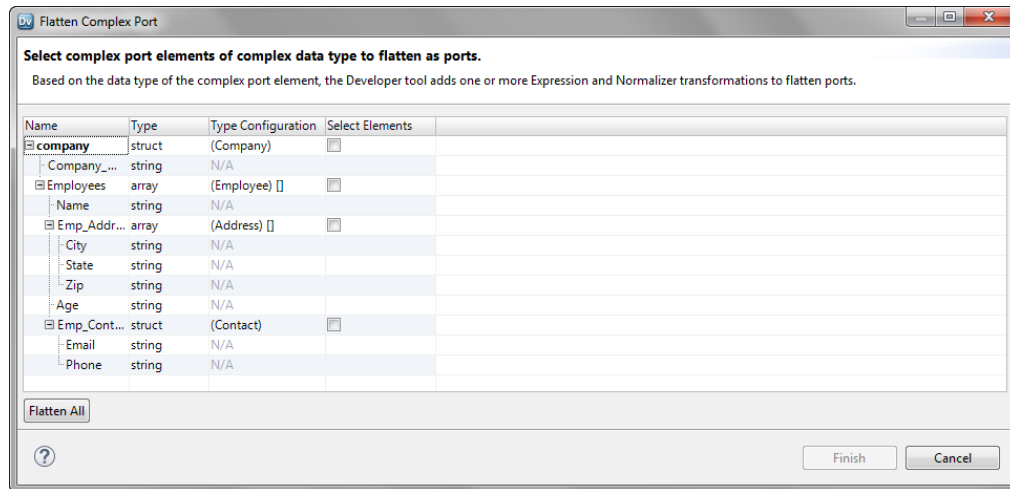 Dv Flatten Complex Port
Select complex port elements of complex data type to flatten as ports.
Based on the data type of the complex port element, the Developer tool adds one or more Expression and Normalizer transformations to flatten ports.
Name Type Type Configuration Select Elements
company struct (Company)
Company_... string N/A
Employees array (Employee) []
Name string N/A
Emp_Addr... array (Address) []
City string N/A
State string N/A
Zip string N/A
Age string N/A
Emp_Cont... struct (Contact)
Email string N/A
Phone string N/A
Flatten All
? Finish Cancel